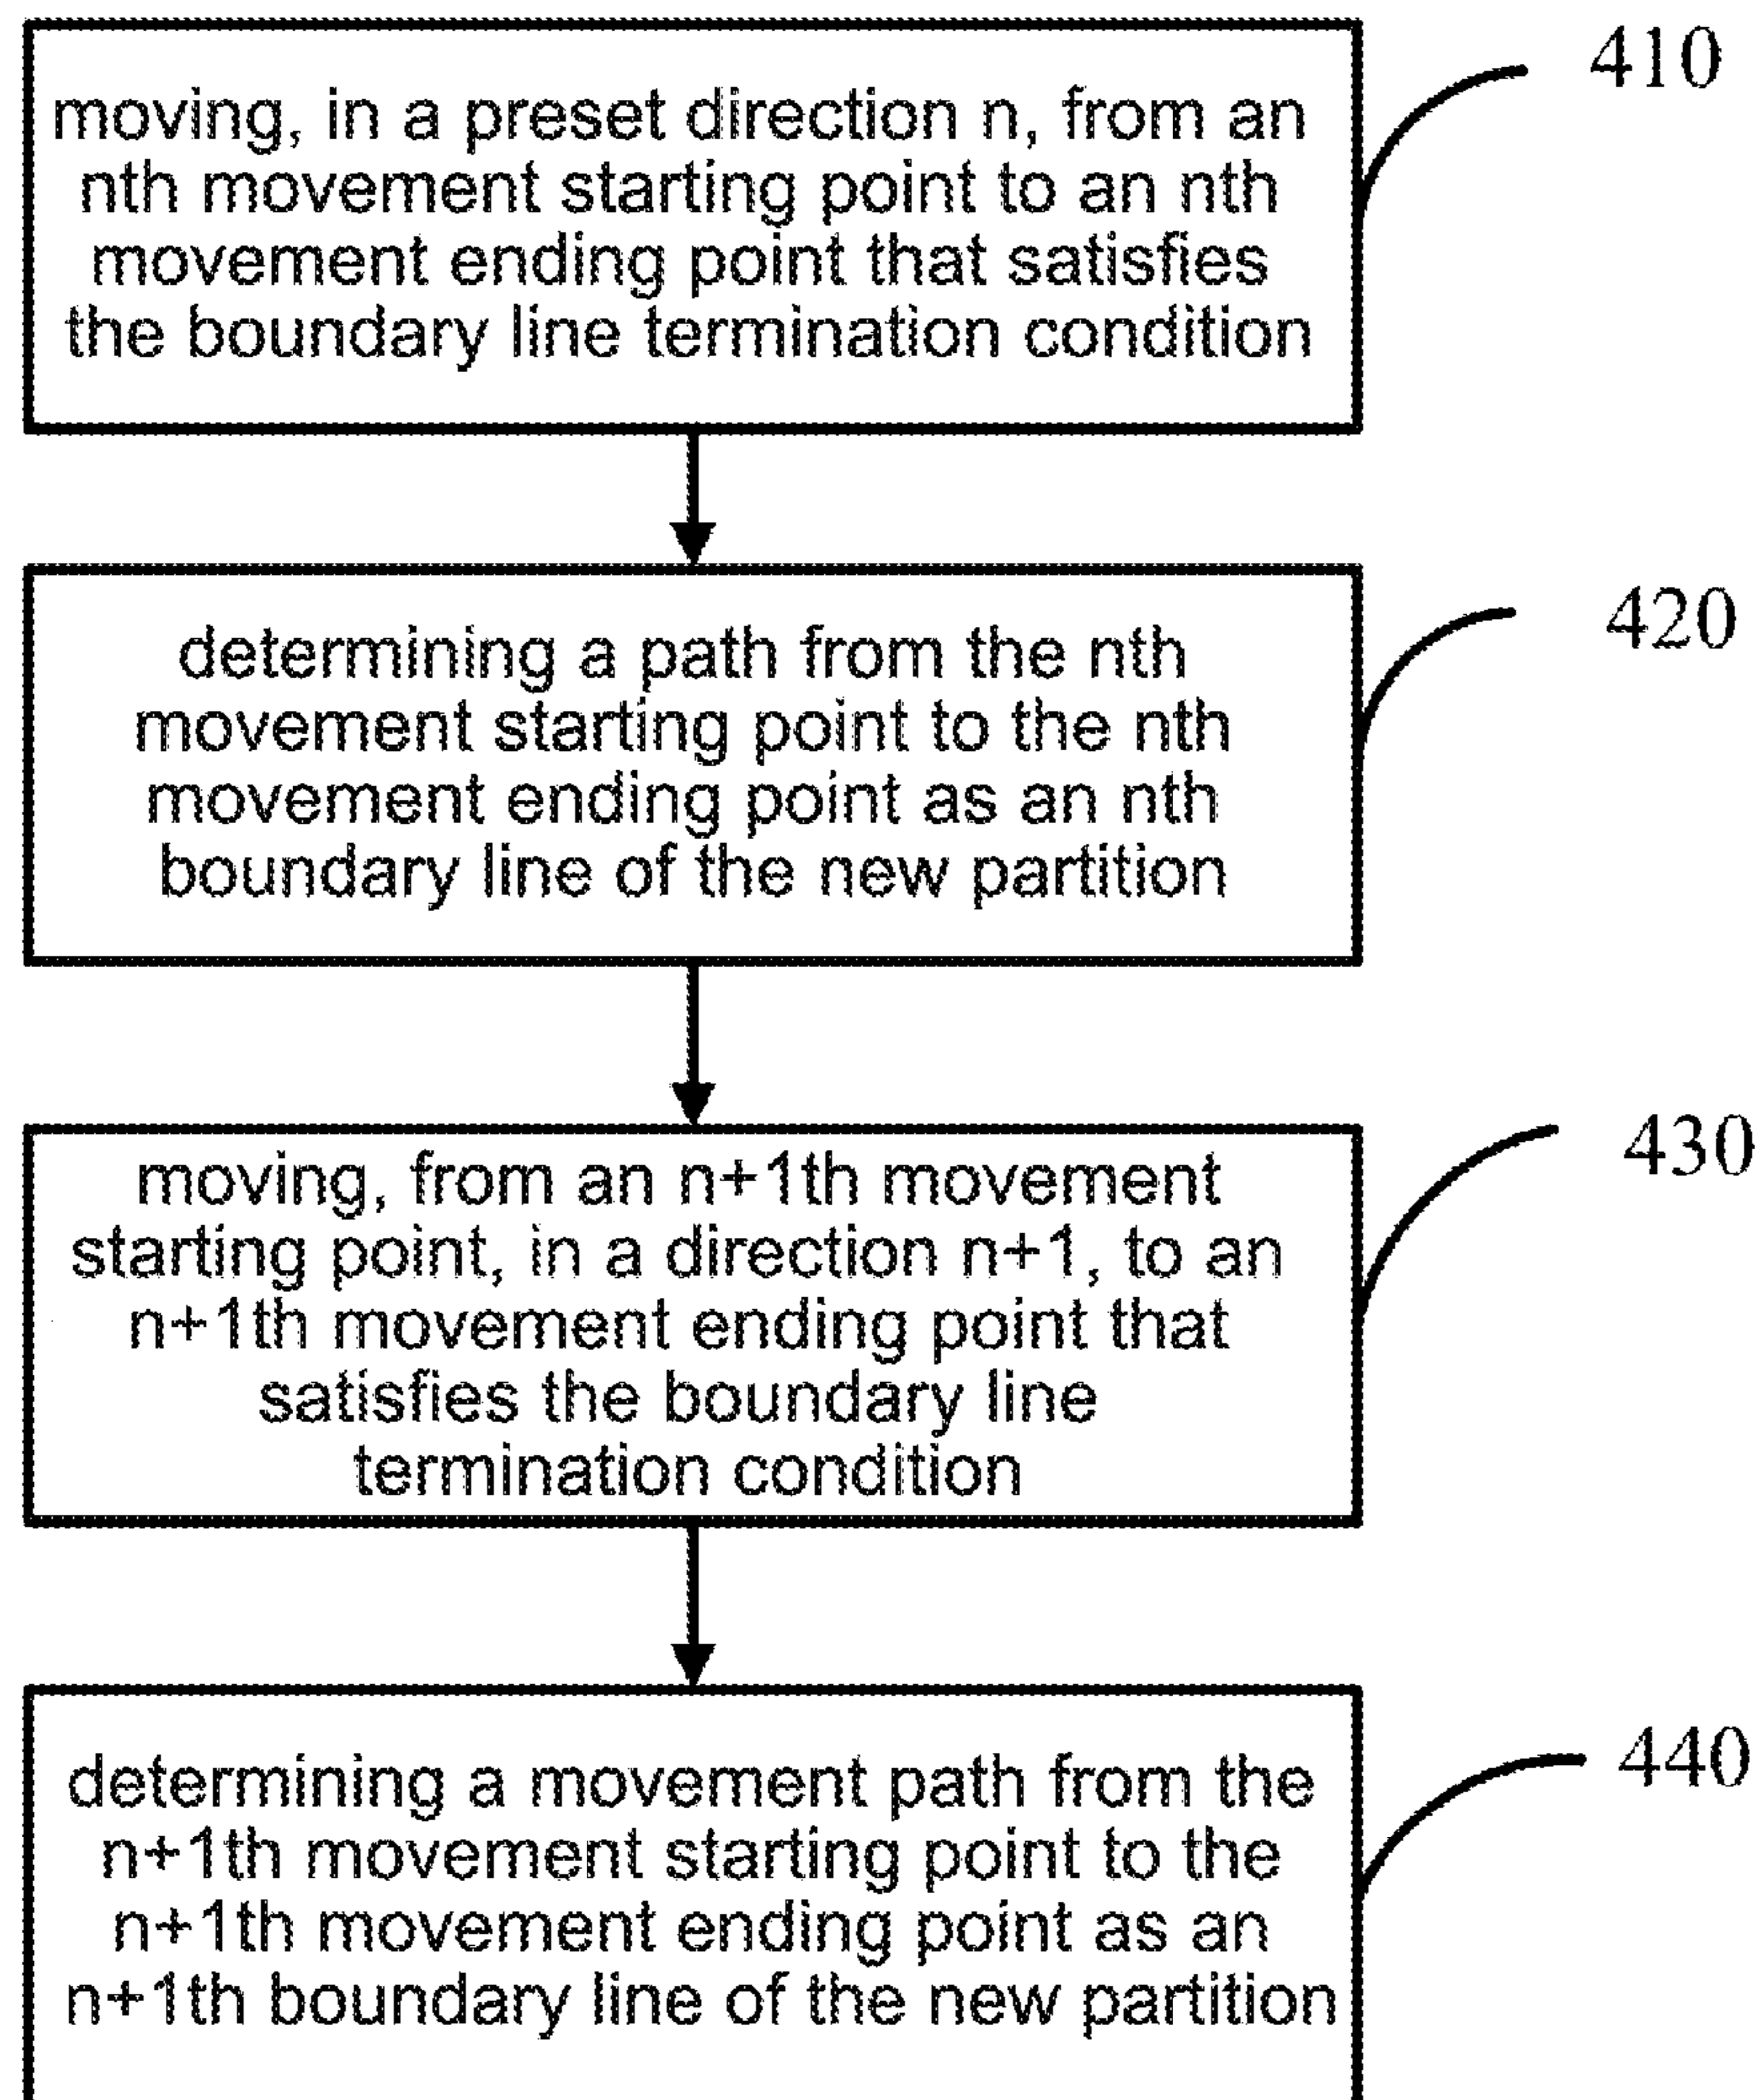 moving, in a preset direction n, from an
nth movement starting point to an nth
movement ending point that satisfies
the boundary line termination condition
410
determining a path from the nth
movement starting point to the nth
movement ending point as an nth
boundary line of the new partition
420
moving, from an n+1th movement
starting point, in a direction n+1, to an
n+1th movement ending point that
satisfies the boundary line
termination condition
430
determining a movement path from the
n+1th movement starting point to the
n+1th movement ending point as an
n+1th boundary line of the new partition
440